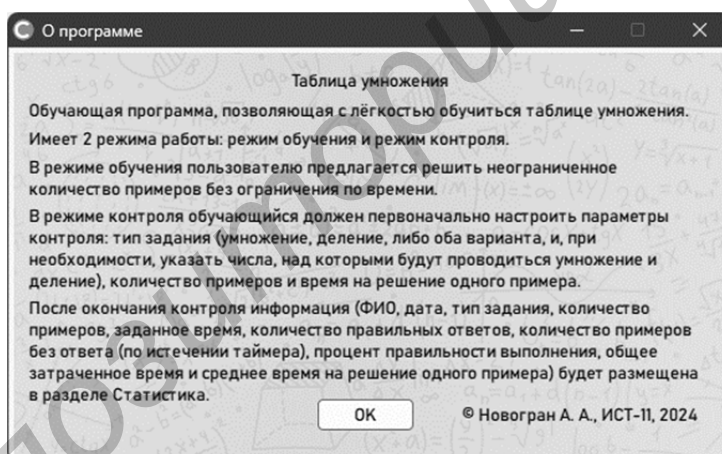 О программе
Таблица умножения
Обучающая программа, позволяющая с лёгкостью обучиться таблице умножения.
Имеет 2 режима работы: режим обучения и режим контроля.
В режиме обучения пользователю предлагается решить неограниченное
количество примеров без ограничения по времени.
В режиме контроля обучающийся должен первоначально настроить параметры
контроля: тип задания (умножение, деление, либо оба варианта, и, при
необходимости, указать числа, над которыми будут проводиться умножение и
деление), количество примеров и время на решение одного примера.
После окончания контроля информация (ФИО, дата, тип задания, количество
примеров, заданное время, количество правильных ответов, количество примеров
без ответа (по истечении таймера), процент правильности выполнения, общее
затраченное время и среднее время на решение одного примера) будет размещена
в разделе Статистика.
OK
© Новогран А. А., ИСТ-11, 2024